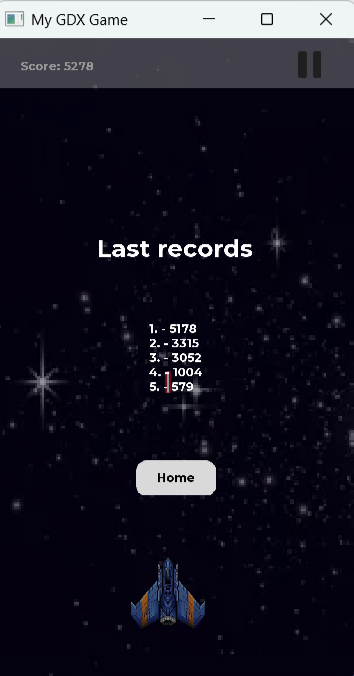 My GDX Game
Score: 5278
Last records
1. - 5178
2. - 3315
3. - 3052
4. - 1004
5. - 579
Home